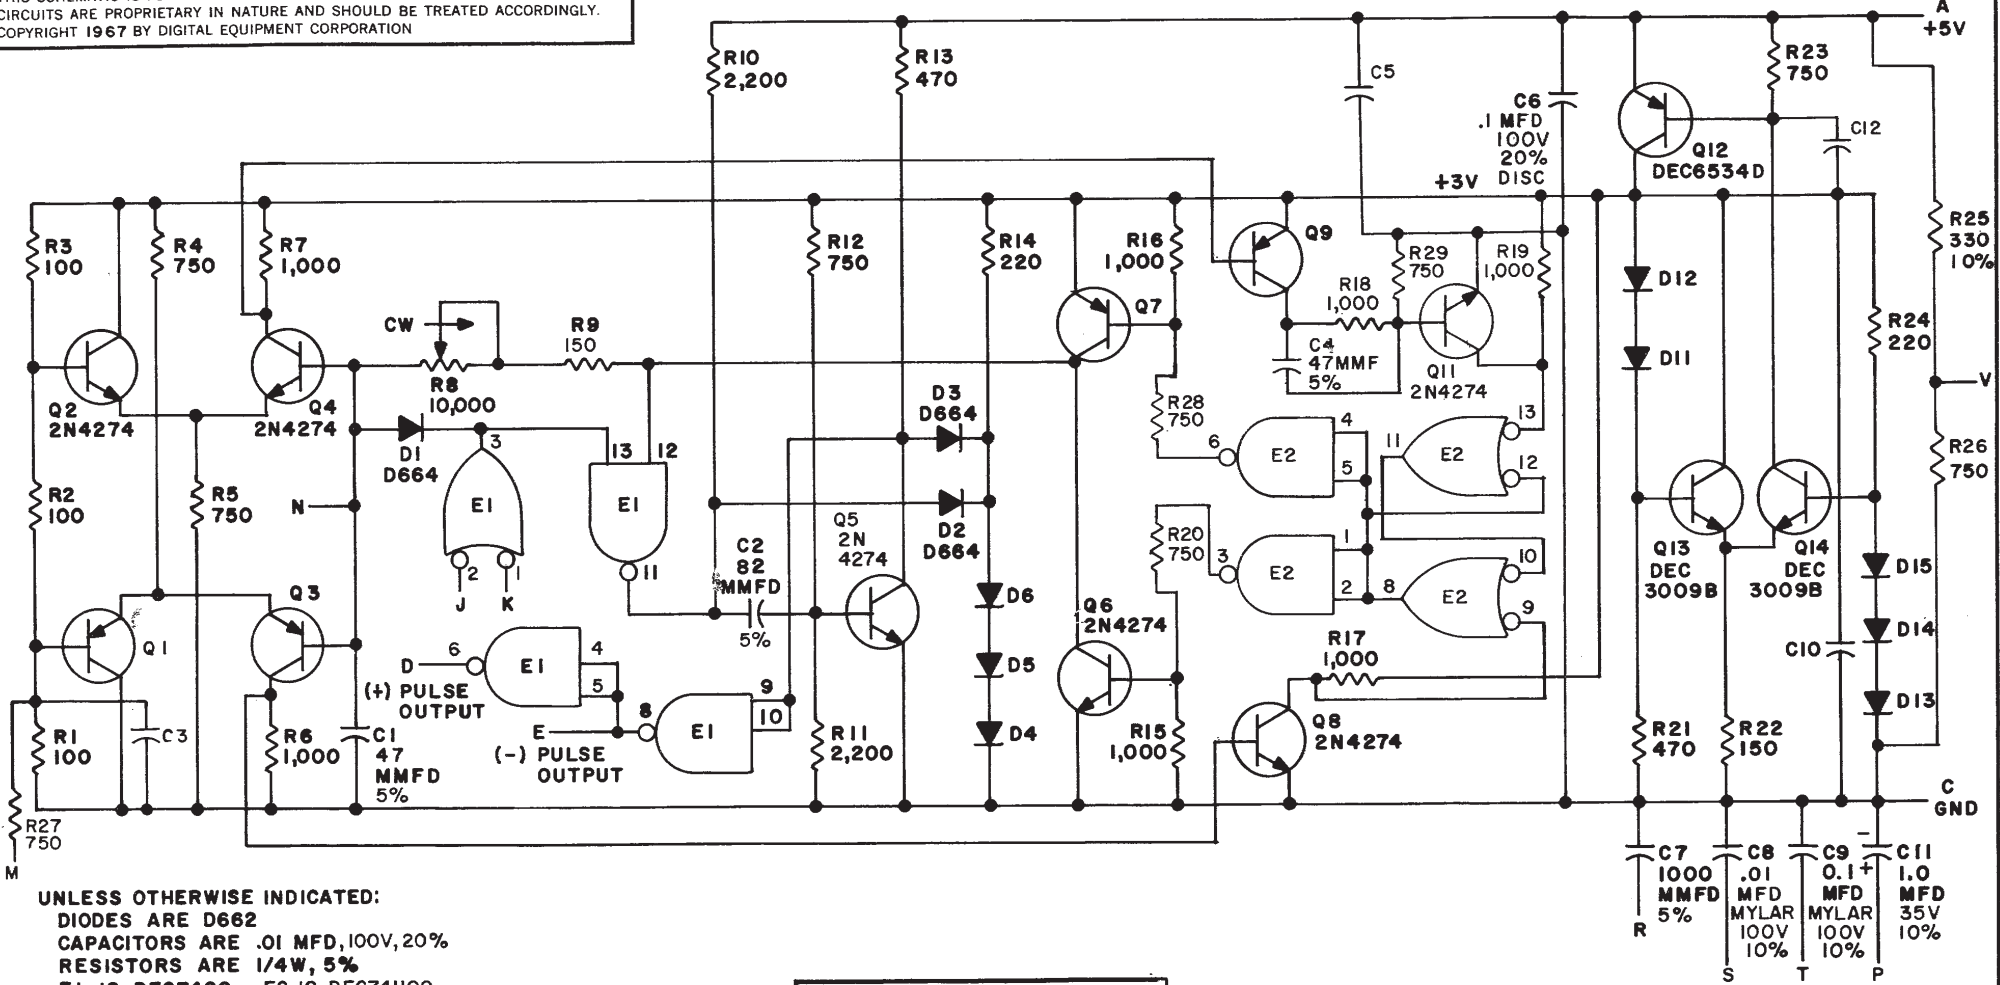 CIRCUITS ARE PROPRIETARY IN NATURE AND SHOULD BE TREATED ACCORDINGLY.
COPYRIGHT 1967 BY DIGITAL EQUIPMENT CORPORATION
A
+5V
R10
2,200
R13
470
C5
C6
.1 MFD
100V
20%
DISC
R23
750
Q12
DEC6534D
C12
+3V
R3
100
R4
750
R7
1,000
R12
750
R14
220
R16
1,000
Q9
R29
750
R19
1,000
R18
1,000
R25
330
10%
D12
Q7
CW
R9
150
R24
220
C4
47MMF
5%
Q11
2N4274
D11
V
Q2
2N4274
Q4
2N4274
R8
10,000
D3
D664
R28
750
4
5
6
E2
11
E2
13
12
R26
750
D1
D664
3
13
12
R2
100
R5
750
N
E1
E1
D2
D664
Q5
2N
4274
R20
750
1
2
3
E2
8
E2
10
9
Q13
DEC
3009B
Q14
DEC
3009B
D15
2
1
J
K
11
C2
82
MMFD
5%
D6
Q6
2N4274
Q3
Q1
D14
D
6
E1
4
5
(+) PULSE
OUTPUT
D5
R17
1,000
C10
9
10
8
E1
E
(-) PULSE
OUTPUT
D13
R1
100
C3
R6
1,000
C1
47
MMFD
5%
R11
2,200
D4
R15
1,000
Q8
2N4274
R21
470
R22
150
C
GND
R27
750
M
C7
1000
MMFD
5%
R
C8
.01
MFD
MYLAR
100V
10%
S
C9
0.1
MFD
MYLAR
100V
10%
T
-
+
C11
1.0
MFD
35V
10%
P
UNLESS OTHERWISE INDICATED:
DIODES ARE D662
CAPACITORS ARE .01 MFD, 100V, 20%
RESISTORS ARE 1/4W, 5%